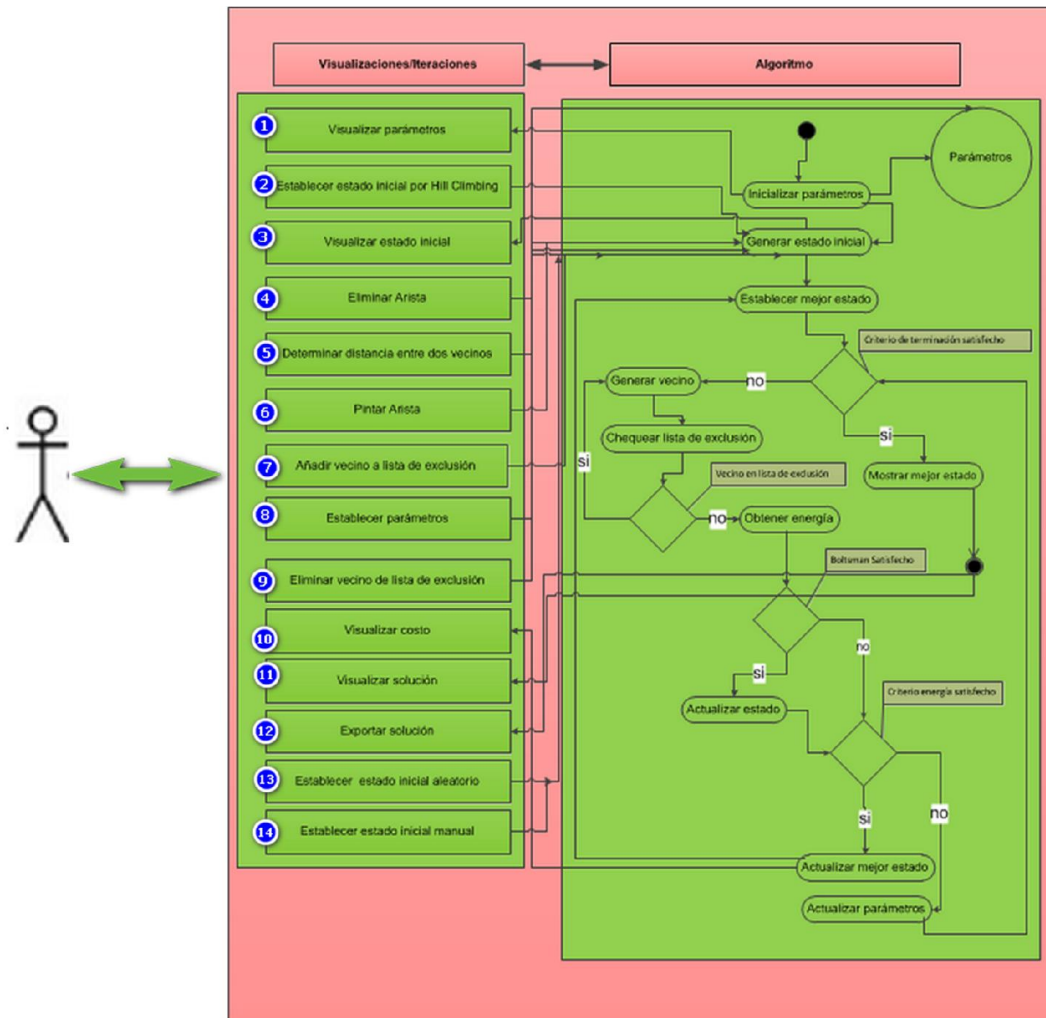 Visualizaciones/Iteraciones
Algoritmo
1
Visualizar parámetros
2
Establecer estado inicial por Hill Climbing
3
Visualizar estado inicial
4
Eliminar Arista
5
Determinar distancia entre dos vecinos
6
Pintar Arista
7
Añadir vecino a lista de exclusión
8
Establecer parámetros
9
Eliminar vecino de lista de exclusión
10
Visualizar costo
11
Visualizar solución
12
Exportar solución
13
Establecer estado inicial aleatorio
14
Establecer estado inicial manual
Parámetros
Inicializar parámetros
Generar estado inicial
Establecer mejor estado
Criterio de terminación satisfecho
Generar vecino
no
Chequear lista de exclusión
si
si
Vecino en lista de exlusión
Mostrar mejor estado
no
Obtener energía
Boltzman Satisfecho
si
no
Criterio energía satisfecho
Actualizar estado
si
no
Actualizar mejor estado
Actualizar parámetros